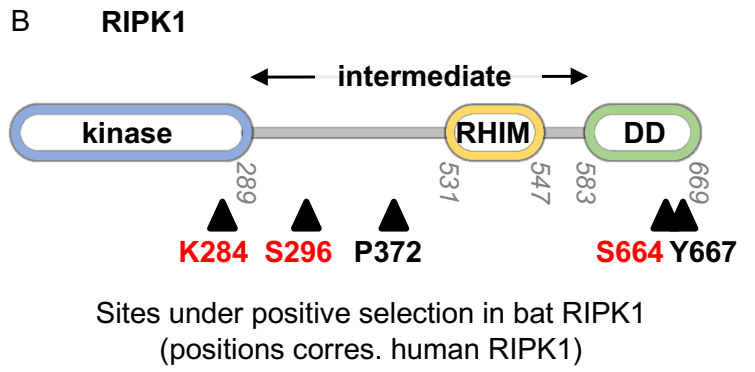 B RIPK1
intermediate
kinase RHIM DD
289 531 547 583 669
K284 S296 P372 S664 Y667
Sites under positive selection in bat RIPK1
(positions corres. human RIPK1)